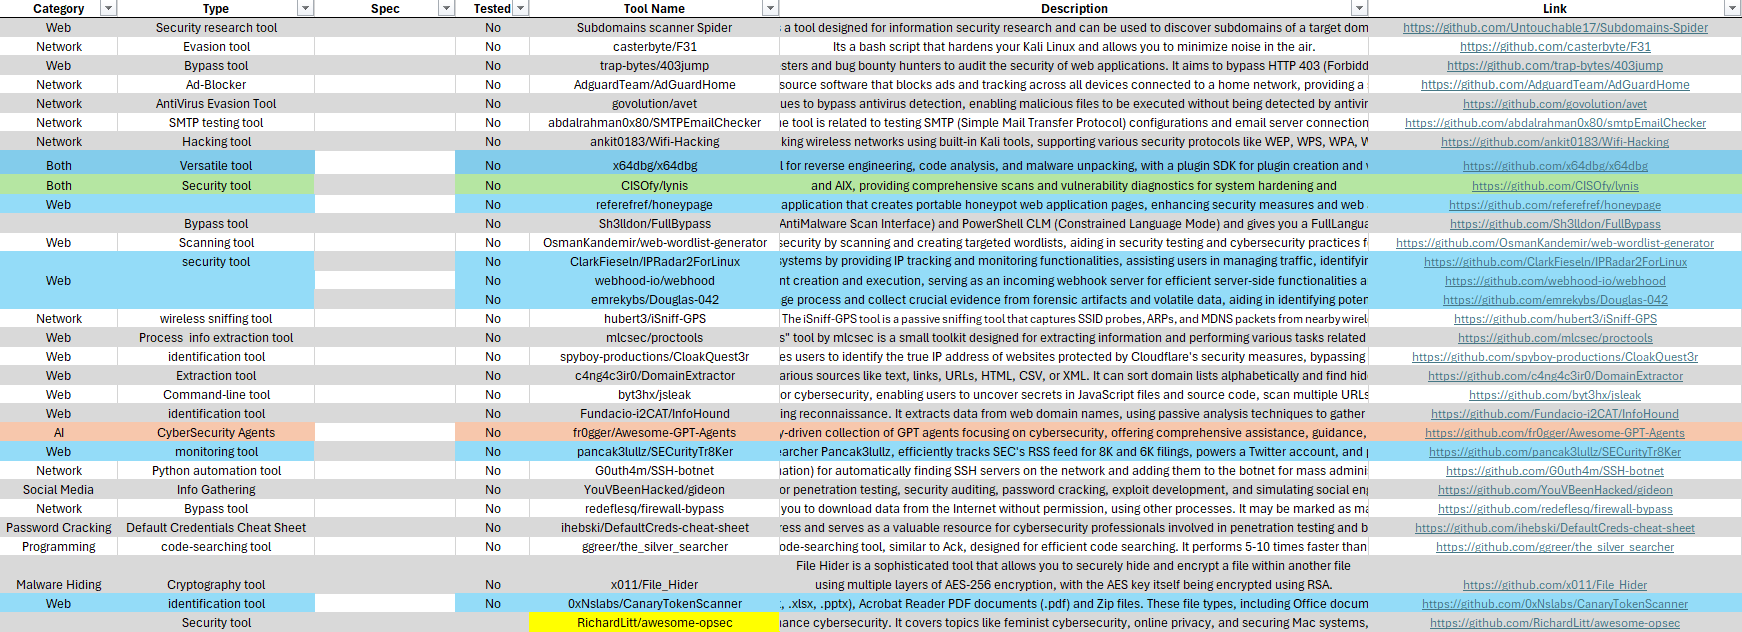 Category Type Spec Tested Tool Name Description Link
Web Security research tool No Subdomains scanner Spider a tool designed for information security research and can be used to discover subdomains of a target dom https://github.com/Untouchable17/Subdomains-Spider
Network Evasion tool No casterbyte/F31 Its a bash script that hardens your Kali Linux and allows you to minimize noise in the air. https://github.com/casterbyte/F31
Web Bypass tool No trap-bytes/403jump sters and bug bounty hunters to audit the security of web applications. It aims to bypass HTTP 403 (Forbidd https://github.com/trap-bytes/403jump
Network Ad-Blocker No AdguardTeam/AdGuardHome source software that blocks ads and tracking across all devices connected to a home network, providing a https://github.com/AdguardTeam/AdGuardHome
Network AntiVirus Evasion Tool No govolution/avet ues to bypass antivirus detection, enabling malicious files to be executed without being detected by antivir https://github.com/govolution/avet
Network SMTP testing tool No abdalrahman0x80/SMTPEmailChecker e tool is related to testing SMTP (Simple Mail Transfer Protocol) configurations and email server connection https://github.com/abdalrahman0x80/smtpEmailChecker
Network Hacking tool No ankit0183/Wifi-Hacking king wireless networks using built-in Kali tools, supporting various security protocols like WEP, WPS, WPA, W https://github.com/ankit0183/Wifi-Hacking
Both Versatile tool No x64dbg/x64dbg l for reverse engineering, code analysis, and malware unpacking, with a plugin SDK for plugin creation and v https://github.com/x64dbg/x64dbg
Both Security tool No CISOfy/lynis and AIX, providing comprehensive scans and vulnerability diagnostics for system hardening and https://github.com/CISOfy/lynis
Web No referefref/honeypage application that creates portable honeypot web application pages, enhancing security measures and web https://github.com/referefref/honeypage
Bypass tool No Sh3lldon/FullBypass AntiMalware Scan Interface) and PowerShell CLM (Constrained Language Mode) and gives you a FullLangua https://github.com/Sh3lldon/FullBypass
Web Scanning tool No OsmanKandemir/web-wordlist-generator security by scanning and creating targeted wordlists, aiding in security testing and cybersecurity practices f https://github.com/OsmanKandemir/web-wordlist-generator
security tool No ClarkFieseln/IPRadar2ForLinux systems by providing IP tracking and monitoring functionalities, assisting users in managing traffic, identifyin https://github.com/ClarkFieseln/IPRadar2ForLinux
Web No webhood-io/webhood nt creation and execution, serving as an incoming webhook server for efficient server-side functionalities a https://github.com/webhood-io/webhood
No emrekybs/Douglas-042 ge process and collect crucial evidence from forensic artifacts and volatile data, aiding in identifying poten https://github.com/emrekybs/Douglas-042
Network wireless sniffing tool No hubert3/iSniff-GPS The iSniff-GPS tool is a passive sniffing tool that captures SSID probes, ARPs, and MDNS packets from nearby wirel https://github.com/hubert3/iSniff-GPS
Web Process info extraction tool No mlcsec/proctools s" tool by mlcsec is a small toolkit designed for extracting information and performing various tasks related https://github.com/mlcsec/proctools
Web identification tool No spyboy-productions/CloakQuest3r es users to identify the true IP address of websites protected by Cloudflare's security measures, bypassing https://github.com/spyboy-productions/CloakQuest3r
Web Extraction tool No c4ng4c3ir0/DomainExtractor arious sources like text, links, URLs, HTML, CSV, or XML. It can sort domain lists alphabetically and find hid https://github.com/c4ng4c3ir0/DomainExtractor
Web Command-line tool No byt3hx/jsleak or cybersecurity, enabling users to uncover secrets in JavaScript files and source code, scan multiple URLs https://github.com/byt3hx/jsleak
Web identification tool No Fundacio-i2CAT/InfoHound ing reconnaissance. It extracts data from web domain names, using passive analysis techniques to gather https://github.com/Fundacio-i2CAT/InfoHound
AI CyberSecurity Agents No fr0gger/Awesome-GPT-Agents y-driven collection of GPT agents focusing on cybersecurity, offering comprehensive assistance, guidance, https://github.com/fr0gger/Awesome-GPT-Agents
Web monitoring tool No pancak3lullz/SECurityTr8Ker earcher Pancak3lullz, efficiently tracks SEC's RSS feed for 8K and 6K filings, powers a Twitter account, and p https://github.com/pancak3lullz/SECurityTr8Ker
Network Python automation tool No G0uth4m/SSH-botnet nation) for automatically finding SSH servers on the network and adding them to the botnet for mass admini https://github.com/G0uth4m/SSH-botnet
Social Media Info Gathering No YouVBeenHacked/gideon or penetration testing, security auditing, password cracking, exploit development, and simulating social eng https://github.com/YouVBeenHacked/gideon
Network Bypass tool No redeflesq/firewall-bypass you to download data from the Internet without permission, using other processes. It may be marked as ma https://github.com/redeflesq/firewall-bypass
Password Cracking Default Credentials Cheat Sheet No ihebski/DefaultCreds-cheat-sheet ress and serves as a valuable resource for cybersecurity professionals involved in penetration testing and b https://github.com/ihebski/DefaultCreds-cheat-sheet
Programming code-searching tool No ggreer/the_silver_searcher ode-searching tool, similar to Ack, designed for efficient code searching. It performs 5-10 times faster than https://github.com/ggreer/the_silver_searcher
File Hider is a sophisticated tool that allows you to securely hide and encrypt a file within another file
Malware Hiding Cryptography tool No x011/File_Hider using multiple layers of AES-256 encryption, with the AES key itself being encrypted using RSA. https://github.com/x011/File_Hider
Web identification tool No 0xNslabs/CanaryTokenScanner , .xlsx, .pptx), Acrobat Reader PDF documents (.pdf) and Zip files. These file types, including Office docum https://github.com/0xNslabs/CanaryTokenScanner
Security tool RichardLitt/awesome-opsec ance cybersecurity. It covers topics like feminist cybersecurity, online privacy, and securing Mac systems, https://github.com/RichardLitt/awesome-opsec